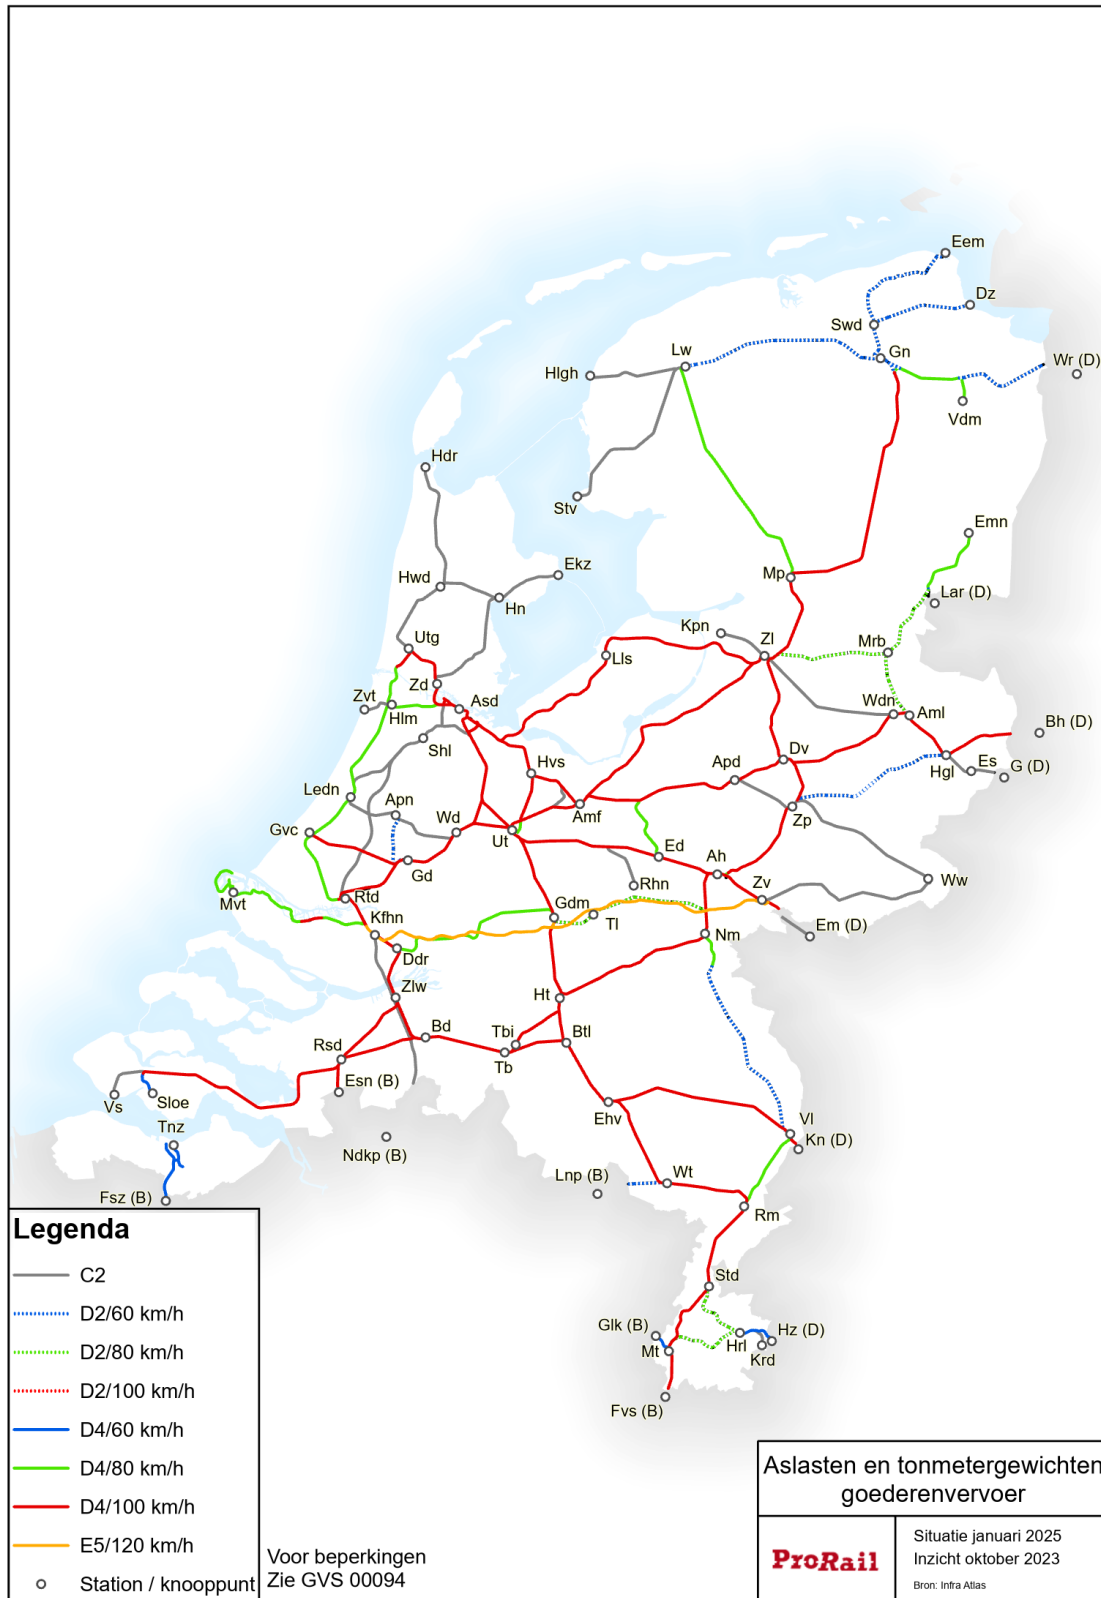 Eem
Dz
Swd
Gn
Lw
Wr (D)
Hlgh
Vdm
Hdr
Stv
Emn
Ekz
Mp
Hwd
Hn
Lar (D)
Kpn
Utg
Zl
Mrb
Lls
Zd
Zvt
Asd
Wdn
Aml
Hlm
Bh (D)
Shl
Dv
Hvs
Apd
Es
G (D)
Hgl
Ledn
Apn
Amf
Zp
Gvc
Wd
Ut
Ed
Ah
Gd
Zv
Ww
Rhn
Mvt
Rtd
Gdm
Kfhn
Tl
Em (D)
Nm
Ddr
Zlw
Ht
Bd
Tbi
Btl
Rsd
Tb
Esn (B)
Vs
Sloe
Ehv
Vl
Tnz
Kn (D)
Ndkp (B)
Lnp (B)
Wt
Fsz (B)
Rm
Std
Glk (B)
Hz (D)
Hrl
Mt
Krd
Fvs (B)
Legenda
C2
D2/60 km/h
D2/80 km/h
D2/100 km/h
D4/60 km/h
D4/80 km/h
D4/100 km/h
E5/120 km/h
Station / knooppunt
Voor beperkingen
Zie GVS 00094
Aslasten en tonmetergewichten
goederenvervoer
ProRail
Situatie januari 2025
Inzicht oktober 2023
Bron: Infra Atlas